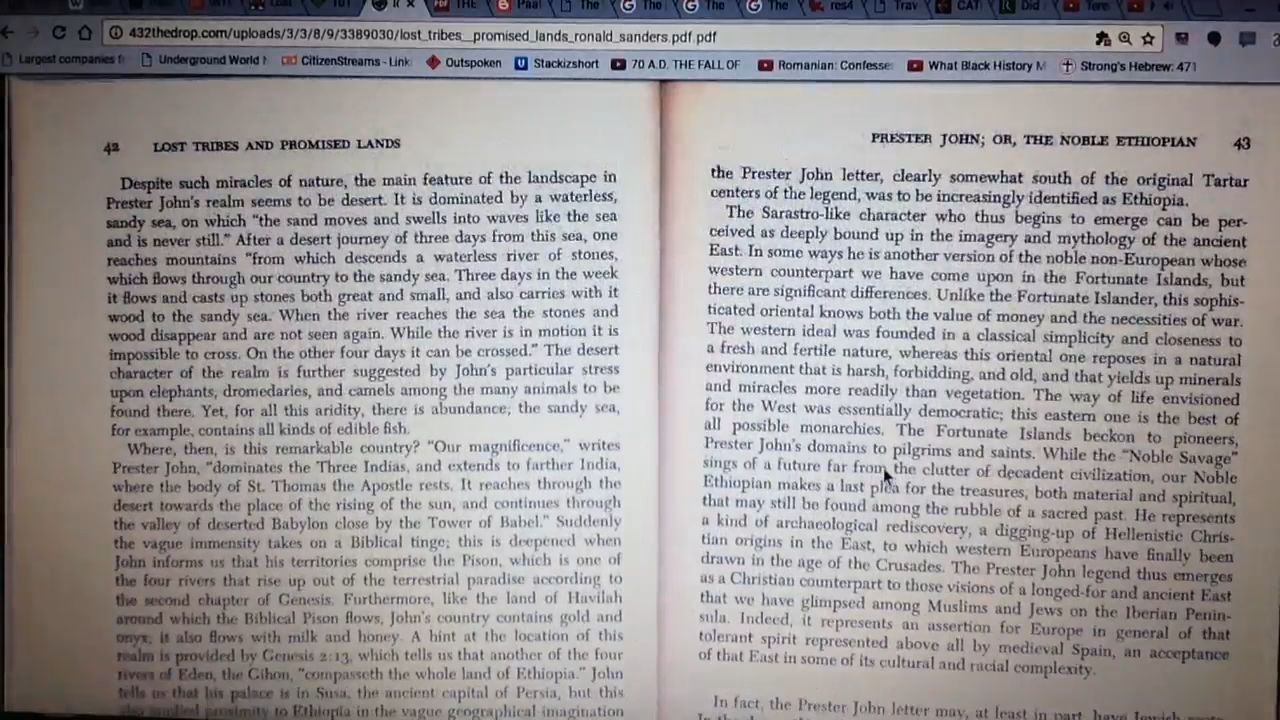 THE
Paal
The
The
The
The
res4
Trav
CAT
Did
432thedrop.com/uploads/3/3/8/9/3389030/lost_tribes__promised_lands_ronald_sanders.pdf.pdf
Largest companies
Underground World
CitizenStreams - Link
Outspoken
Stackizshort
70 A.D. THE FALL OF
Romanian: Confesse
What Black History M
Strong's Hebrew: 471
42 LOST TRIBES AND PROMISED LANDS
Despite such miracles of nature, the main feature of the landscape in
Prester John's realm seems to be desert. It is dominated by a waterless,
sandy sea, on which "the sand moves and swells into waves like the sea
and is never still." After a desert journey of three days from this sea, one
reaches mountains "from which descends a waterless river of stones,
which flows through our country to the sandy sea. Three days in the week
it flows and casts up stones both great and small, and also carries with it
wood to the sandy sea. When the river reaches the sea the stones and
wood disappear and are not seen again. While the river is in motion it is
impossible to cross. On the other four days it can be crossed." The desert
character of the realm is further suggested by John's particular stress
upon elephants, dromedaries, and camels among the many animals to be
found there. Yet, for all this aridity, there is abundance; the sandy sea,
for example, contains all kinds of edible fish.
Where, then, is this remarkable country? "Our magnificence," writes
Prester John, "dominates the Three Indias, and extends to farther India,
where the body of St. Thomas the Apostle rests. It reaches through the
desert towards the place of the rising of the sun, and continues through
the valley of deserted Babylon close by the Tower of Babel." Suddenly
the vague immensity takes on a Biblical tinge; this is deepened when
John informs us that his territories comprise the Pison, which is one of
the four rivers that rise up out of the terrestrial paradise according to
the second chapter of Genesis. Furthermore, like the land of Havilah
around which the Biblical Pison flows, John's country contains gold and
onyx; it also flows with milk and honey. A hint at the location of this
realm is provided by Genesis 2:13, which tells us that another of the four
rivers of Eden, the Gihon, "compasseth the whole land of Ethiopia." John
tells us that his palace is in Susa, the ancient capital of Persia, but this
also implied proximity to Ethiopia in the vague geographical imagination
PRESTER JOHN; OR, THE NOBLE ETHIOPIAN 43
the Prester John letter, clearly somewhat south of the original Tartar
centers of the legend, was to be increasingly identified as Ethiopia.
The Sarastro-like character who thus begins to emerge can be per-
ceived as deeply bound up in the imagery and mythology of the ancient
East. In some ways he is another version of the noble non-European whose
western counterpart we have come upon in the Fortunate Islands, but
there are significant differences. Unlike the Fortunate Islander, this sophis-
ticated oriental knows both the value of money and the necessities of war.
The western ideal was founded in a classical simplicity and closeness to
a fresh and fertile nature, whereas this oriental one reposes in a natural
environment that is harsh, forbidding, and old, and that yields up minerals
and miracles more readily than vegetation. The way of life envisioned
for the West was essentially democratic; this eastern one is the best of
all possible monarchies. The Fortunate Islands beckon to pioneers,
Prester John's domains to pilgrims and saints. While the "Noble Savage"
sings of a future far from the clutter of decadent civilization, our Noble
Ethiopian makes a last plea for the treasures, both material and spiritual,
that may still be found among the rubble of a sacred past. He represents
a kind of archaeological rediscovery, a digging-up of Hellenistic Chris-
tian origins in the East, to which western Europeans have finally been
drawn in the age of the Crusades. The Prester John legend thus emerges
as a Christian counterpart to those visions of a longed-for and ancient East
that we have glimpsed among Muslims and Jews on the Iberian Penin-
sula. Indeed, it represents an assertion for Europe in general of that
tolerant spirit represented above all by medieval Spain, an acceptance
of that East in some of its cultural and racial complexity.
In fact, the Prester John letter may, at least in part, have Jewish